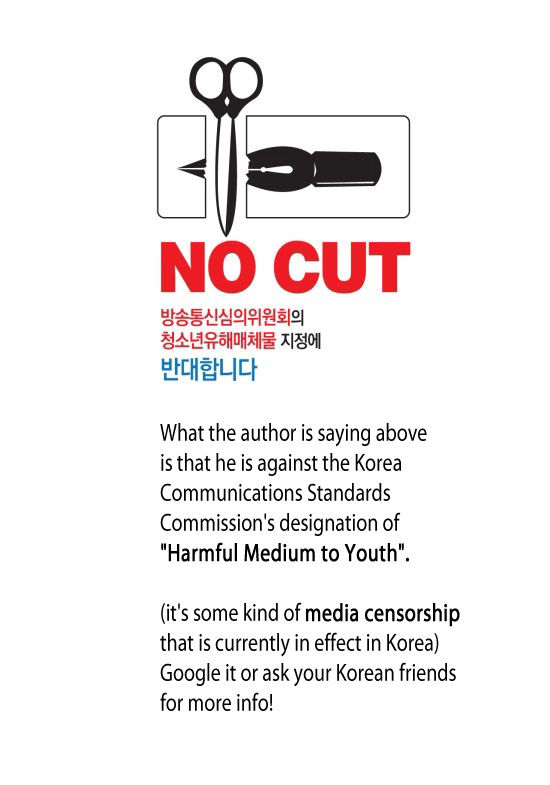 NO CUT
방송통신심의위원회의
청소년유해매체물 지정에
반대합니다
What the author is saying above
is that he is against the Korea
Communications Standards
Commission's designation of
"Harmful Medium to Youth".
(it's some kind of media censorship
that is currently in effect in Korea)
Google it or ask your Korean friends
for more info!